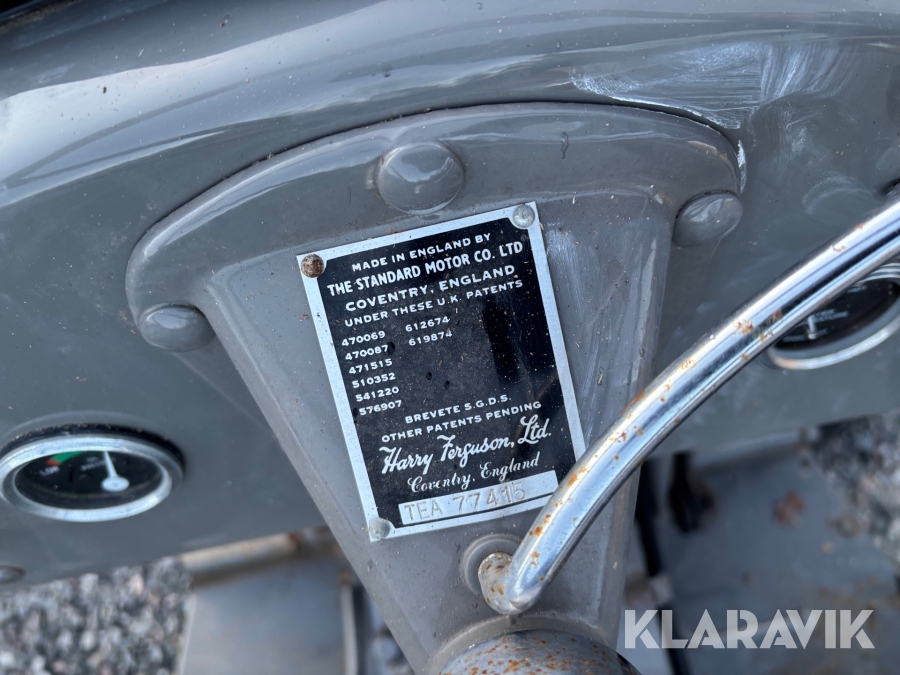 MADE IN ENGLAND BY
THE STANDARD MOTOR CO. LTD
COVENTRY, ENGLAND
UNDER THESE U.K. PATENTS
470069 612674
470087 619874
471515
510352
541220
576907
BREVETE S.G.D.S.
OTHER PATENTS PENDING
Harry Ferguson, Ltd.
Coventry, England
TEA 77415
KLARAVIK